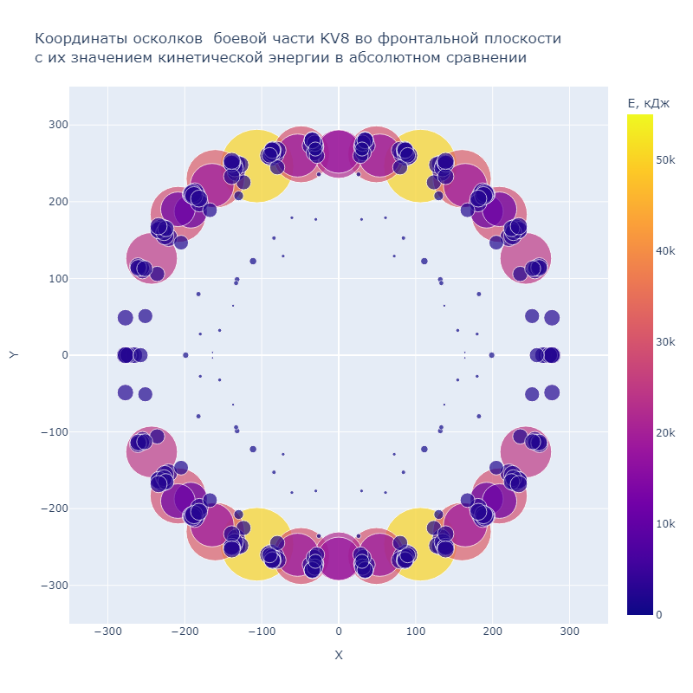 Координаты осколков  боевой части KV8 во фронтальной плоскости
с их значением кинетической энергии в абсолютном сравнении
E, кДж
300
50k
200
40k
100
30k
0
Y
20k
−100
−200
10k
−300
0
−300
−200
−100
0
100
200
300
X